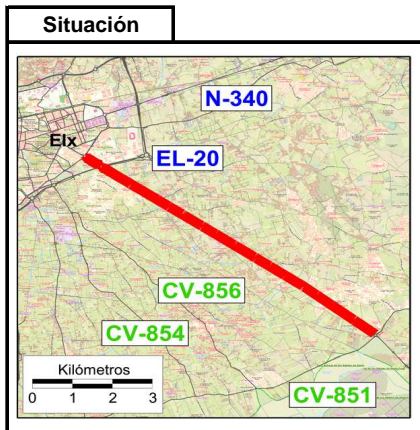 Situación
N-340
Elx
EL-20
CV-856
CV-854
Kilómetros
0 1 2 3
CV-851